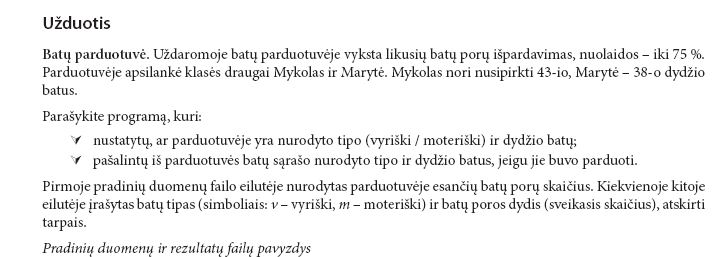 Užduotis
Batų parduotuvė. Uždaromoje batų parduotuvėje vyksta likusių batų porų išpardavimas, nuolaidos – iki 75 %.
Parduotuvėje apsilankė klasės draugai Mykolas ir Marytė. Mykolas nori nusipirkti 43-io, Marytė – 38-o dydžio
batus.
Parašykite programą, kuri:
nustatytų, ar parduotuvėje yra nurodyto tipo (vyriški / moteriški) ir dydžio batų;
pašalintų iš parduotuvės batų sąrašo nurodyto tipo ir dydžio batus, jeigu jie buvo parduoti.
Pirmoje pradinių duomenų failo eilutėje nurodytas parduotuvėje esančių batų porų skaičius. Kiekvienoje kitoje
eilutėje įrašytas batų tipas (simboliais: v – vyriški, m – moteriški) ir batų poros dydis (sveikasis skaičius), atskirti
tarpais.
Pradinių duomenų ir rezultatų failų pavyzdys